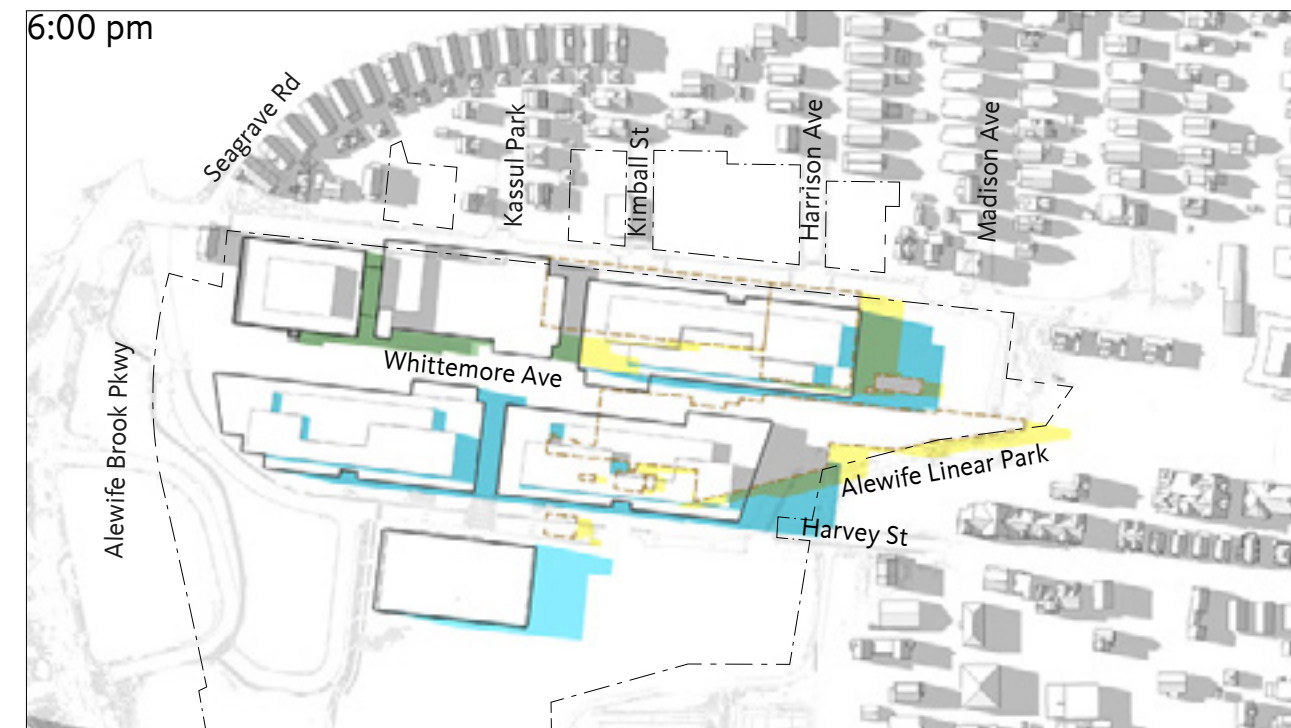 6:00 pm
Seagrave Rd
Kassul Park
Kimball St
Harrison Ave
Madison Ave
Whittemore Ave
Alewife Brook Pkwy
Alewife Linear Park
Harvey St